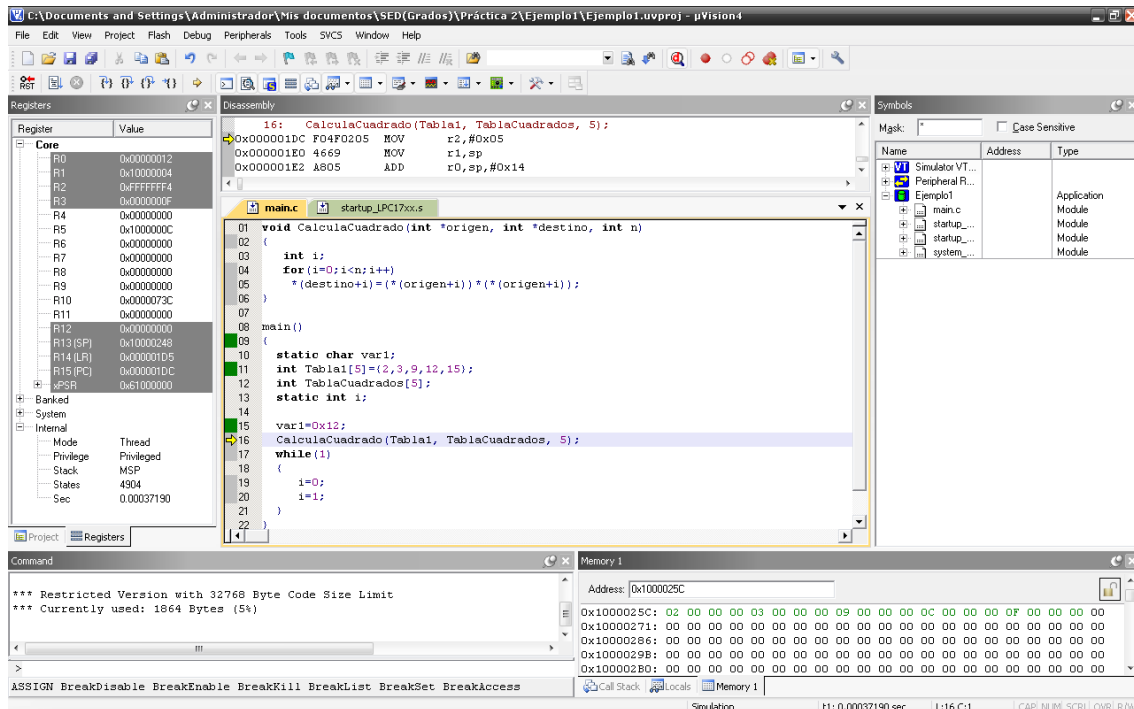 C:\Documents and Settings\Administrador\Mis documentos\SED(Grados)\Práctica 2\Ejemplo1\Ejemplo1.uvproj - µVision4
File Edit View Project Flash Debug Peripherals Tools SVCS Window Help
RST
Registers
Register Value
Core
R0 0x00000012
R1 0x10000004
R2 0xFFFFFFF4
R3 0x0000000F
R4 0x00000000
R5 0x1000000C
R6 0x00000000
R7 0x00000000
R8 0x00000000
R9 0x00000000
R10 0x0000073C
R11 0x00000000
R12 0x00000000
R13 (SP) 0x10000248
R14 (LR) 0x000001D5
R15 (PC) 0x000001DC
xPSR 0x61000000
Banked
System
Internal
Mode Thread
Privilege Privileged
Stack MSP
States 4904
Sec 0.00037190
Project Registers
Disassembly
16: CalculaCuadrado(Tabla1, TablaCuadrados, 5);
0x000001DC F04F0205 MOV r2,#0x05
0x000001E0 4669 MOV r1,sp
0x000001E2 A805 ADD r0,sp,#0x14
main.c startup_LPC17xx.s
01 void CalculaCuadrado(int *origen, int *destino, int n)
02 {
03 int i;
04 for(i=0;i<n;i++)
05 *(destino+i)=(*(origen+i))*(*(origen+i));
06 }
07
08 main()
09 {
10 static char var1;
11 int Tabla1[5]={2,3,9,12,15};
12 int TablaCuadrados[5];
13 static int i;
14
15 var1=0x12;
16 CalculaCuadrado(Tabla1, TablaCuadrados, 5);
17 while(1)
18 {
19 i=0;
20 i=1;
21 }
22 }
Symbols
Mask: * Case Sensitive
Name Address Type
Simulator VT...
Peripheral R...
Ejemplo1 Application
main.c Module
startup_... Module
startup_... Module
system_... Module
Command
*** Restricted Version with 32768 Byte Code Size Limit
*** Currently used: 1864 Bytes (5%)
>
ASSIGN BreakDisable BreakEnable BreakKill BreakList BreakSet BreakAccess
Memory 1
Address: 0x1000025C
0x1000025C: 02 00 00 00 03 00 00 00 09 00 00 00 0C 00 00 00 0F 00 00 00 00
0x10000271: 00 00 00 00 00 00 00 00 00 00 00 00 00 00 00 00 00 00 00 00 00
0x10000286: 00 00 00 00 00 00 00 00 00 00 00 00 00 00 00 00 00 00 00 00 00
0x1000029B: 00 00 00 00 00 00 00 00 00 00 00 00 00 00 00 00 00 00 00 00 00
0x100002B0: 00 00 00 00 00 00 00 00 00 00 00 00 00 00 00 00 00 00 00 00 00
Call Stack Locals Memory 1
Simulation t1: 0.00037190 sec L:16 C:1 CAP NUM SCRL OVR R/W